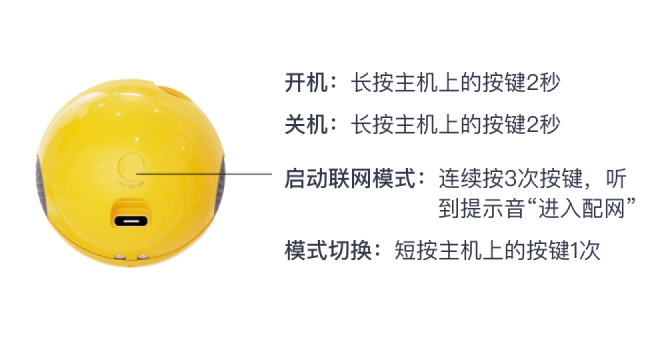 开机：长按主机上的按键2秒
关机：长按主机上的按键2秒
启动联网模式：连续按3次按键，听
到提示音“进入配网”
模式切换：短按主机上的按键1次